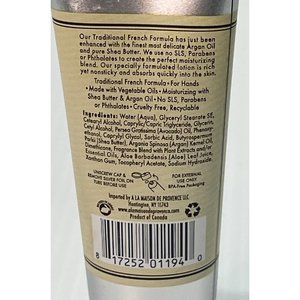 Our Traditional French Formula has just been
enhanced with the finest most delicate Argan Oil
and pure Shea Butter. We use no SLS, Parabens
or Phthalates to create the perfect moisturizing
blend. Our specially formulated lotion is rich
yet nonsticky and absorbs quickly into the skin.
Traditional French Formula • For Hands
• Made with Vegetable Oils • Moisturizing with
Shea Butter & Argan Oil • No SLS, Parabens
or Phthalates • Cruelty Free, Recyclable
Ingredients: Water (Aqua), Glyceryl Stearate SE,
Cetearyl Alcohol, Caprylic/Capric Triglyceride, Glycerin,
Cetyl Alcohol, Persea Gratissima (Avocado) Oil, Phenoxy-
ethanol, Caprylyl Glycol, Sorbic Acid, Butyrospermum
Parkii (Shea Butter), Argania Spinosa (Argan) Kernel Oil,
Dimethicone, Fragrance Blend with Plant Extracts and/or
Essential Oils, Aloe Barbadensis (Aloe) Leaf Juice,
Xanthan Gum, Tocopheryl Acetate, Sodium Hydroxide
UNSCREW CAP &
REMOVE SILVER FOIL ON
TUBE BEFORE USE
FOR EXTERNAL
USE ONLY
BPA-Free Packaging
Imported by A LA MAISON DE PROVENCE LLC
Huntington, NY 11743
www.alamaisondeprovence.com
Product of Canada
8 17252 01194 0